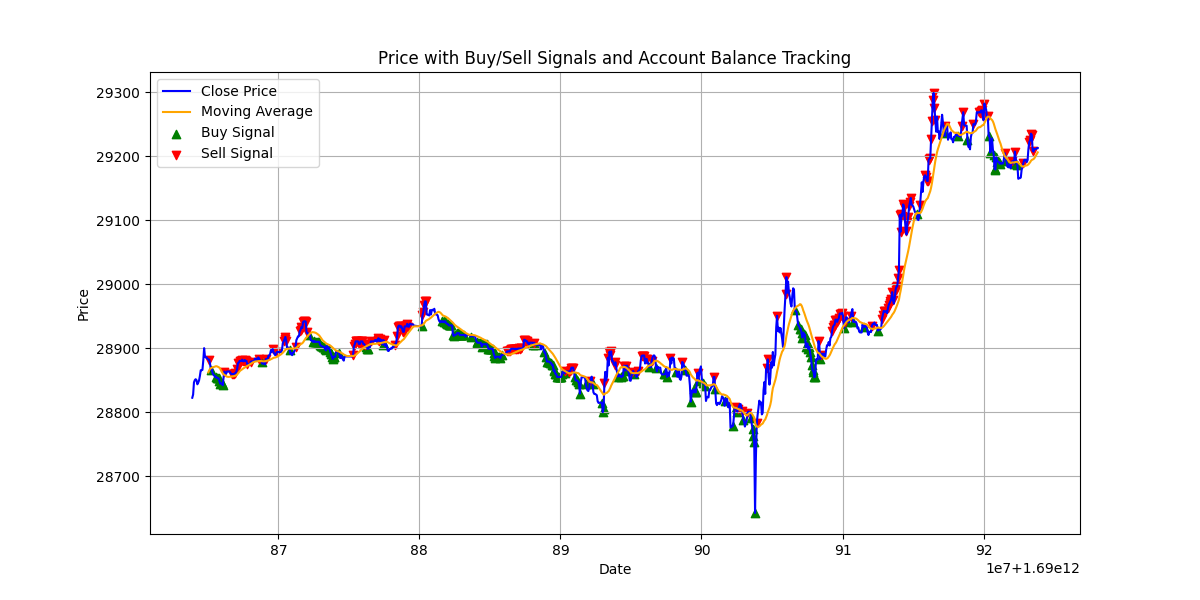 Price with Buy/Sell Signals and Account Balance Tracking
Close Price
Moving Average
Buy Signal
Sell Signal
29300
29200
29100
29000
28900
28800
28700
Price
87 88 89 90 91 92
Date
1e7+1.69e12